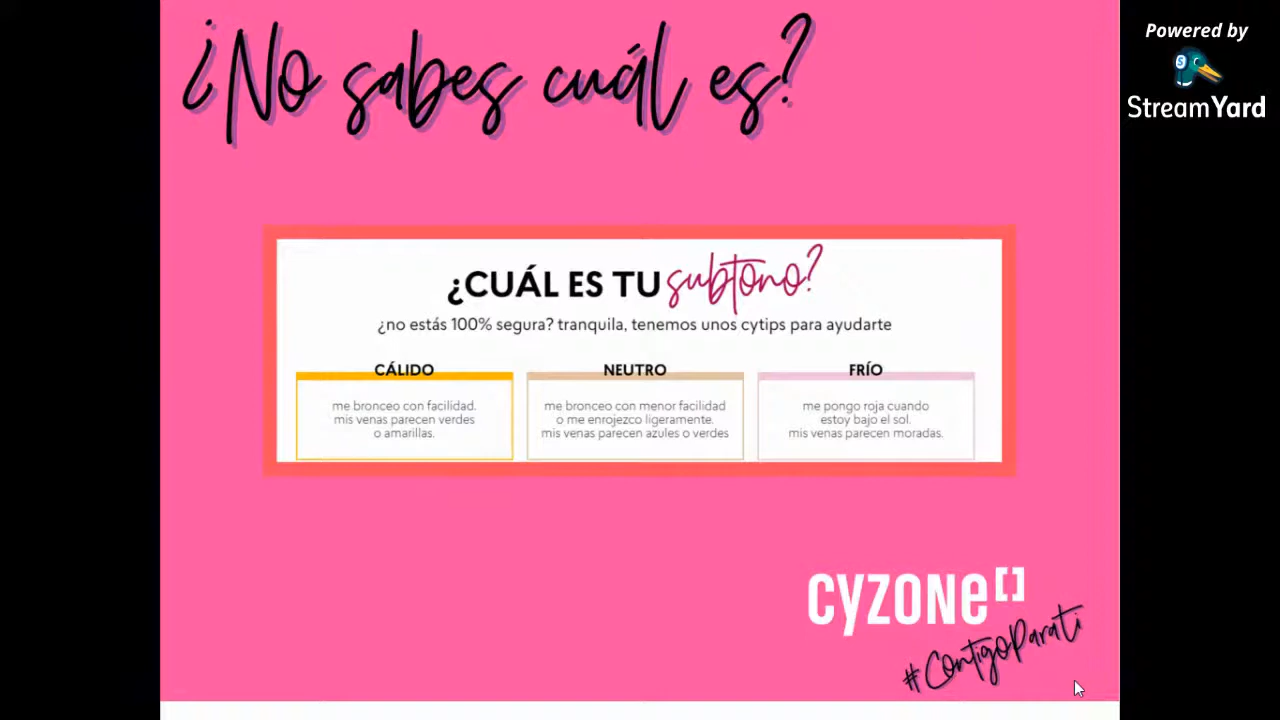 ¿No sabes cuál es?
Powered by
StreamYard
¿CUÁL ES TU subtono?
¿no estás 100% segura? tranquila, tenemos unos cytips para ayudarte
CÁLIDO
me bronceo con facilidad.
mis venas parecen verdes
o amarillas.
NEUTRO
me bronceo con menor facilidad
o me enrojezco ligeramente.
mis venas parecen azules o verdes
FRÍO
me pongo roja cuando
estoy bajo el sol.
mis venas parecen moradas.
cyzone
#ContigoParati